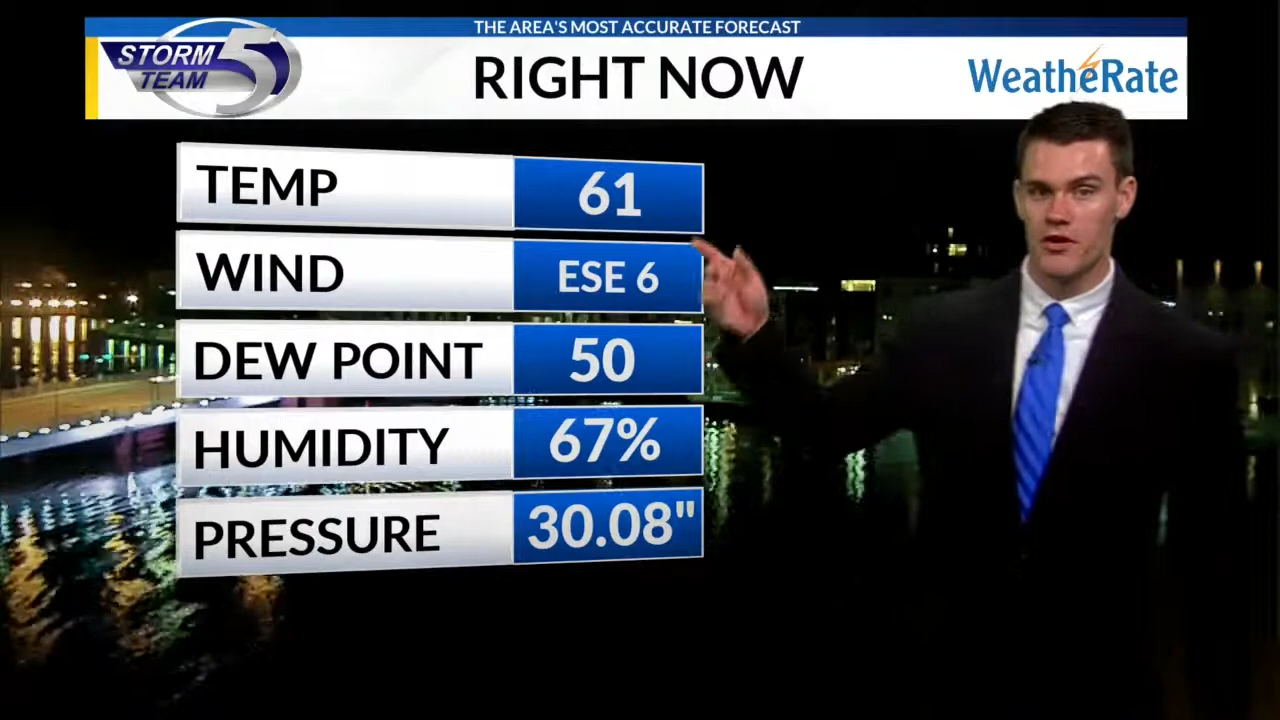 THE AREA'S MOST ACCURATE FORECAST
STORM
TEAM 5
RIGHT NOW
WeatheRate
TEMP 61
WIND ESE 6
DEW POINT 50
HUMIDITY 67%
PRESSURE 30.08"